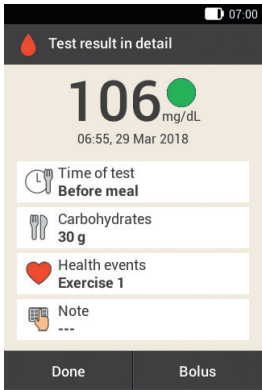 07:00
Test result in detail
106
mg/dL
06:55, 29 Mar 2018
Time of test
Before meal
Carbohydrates
30 g
Health events
Exercise 1
Note
---
Done Bolus